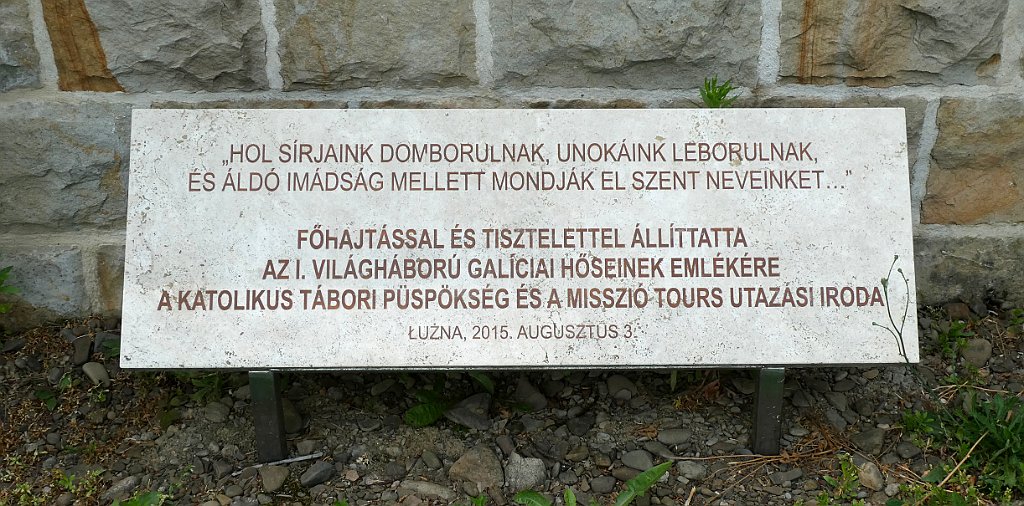 „HOL SÍRJAINK DOMBORULNAK, UNOKÁINK LEBORULNAK,
ÉS ÁLDÓ IMÁDSÁG MELLETT MONDJÁK EL SZENT NEVEINKET…”
FŐHAJTÁSSAL ÉS TISZTELETTEL ÁLLÍTTATTA
AZ I. VILÁGHÁBORÚ GALÍCIAI HŐSEINEK EMLÉKÉRE
A KATOLIKUS TÁBORI PÜSPÖKSÉG ÉS A MISSZIÓ TOURS UTAZÁSI IRODA
ŁUŻNA, 2015. AUGUSZTUS 3.